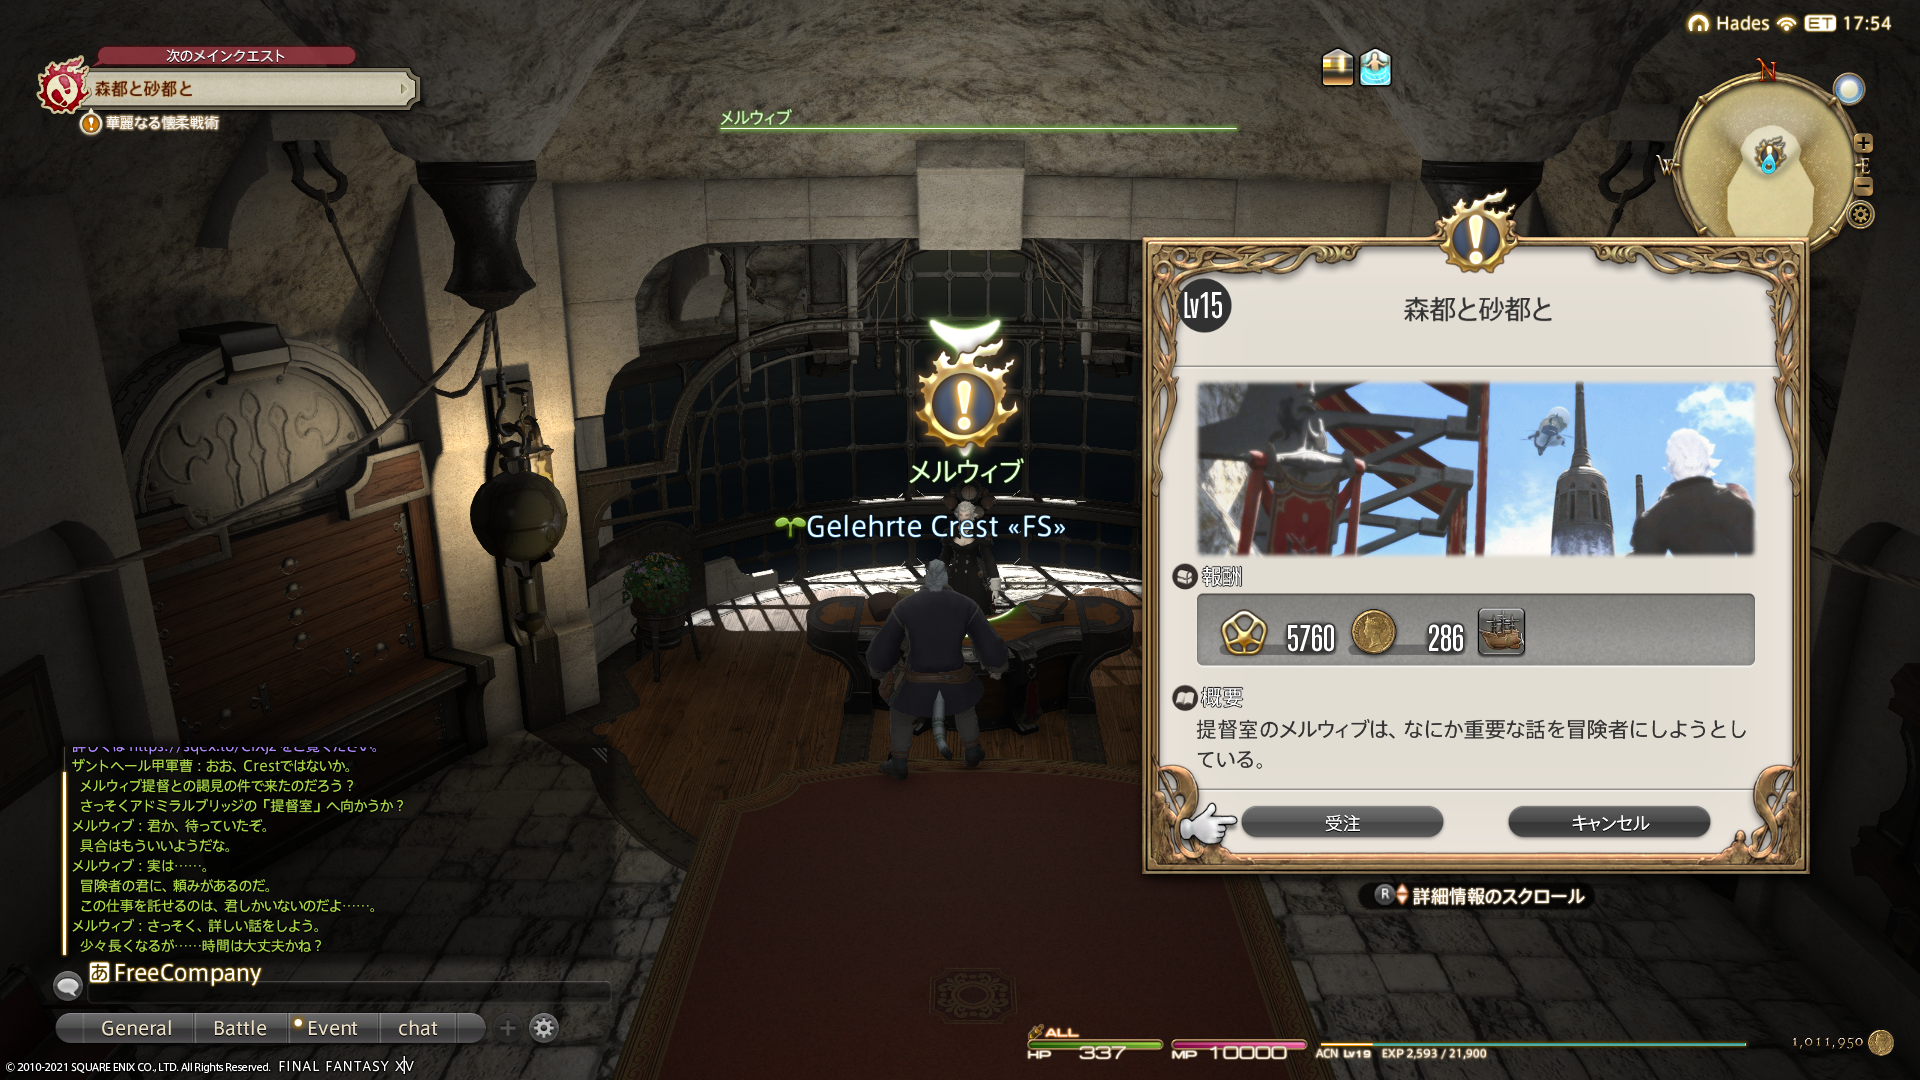 次のメインクエスト
森都と砂都と
華麗なる懐柔戦術
メルウィブ
Hades ET 17:54
N
W
E
メルウィブ
Gelehrte Crest «FS»
Lv15
森都と砂都と
報酬
5760 286
概要
提督室のメルウィブは、なにか重要な話を冒険者にしようとし
ている。
受注 キャンセル
R 詳細情報のスクロール
ザントヘール甲軍曹：おお、Crestではないか。
メルウィブ提督との謁見の件で来たのだろう？
さっそくアドミラルブリッジの「提督室」へ向かうか？
メルウィブ：君か、待っていたぞ。
具合はもういいようだな。
メルウィブ：実は……。
冒険者の君に、頼みがあるのだ。
この仕事を託せるのは、君しかいないのだよ……。
メルウィブ：さっそく、詳しい話をしよう。
少々長くなるが……時間は大丈夫かね？
あ FreeCompany
General Battle Event chat
ALL
HP 337 MP 10000 ACN Lv19 EXP 2,593 / 21,900
1,011,950
© 2010-2021 SQUARE ENIX CO., LTD. All Rights Reserved. FINAL FANTASY XIV